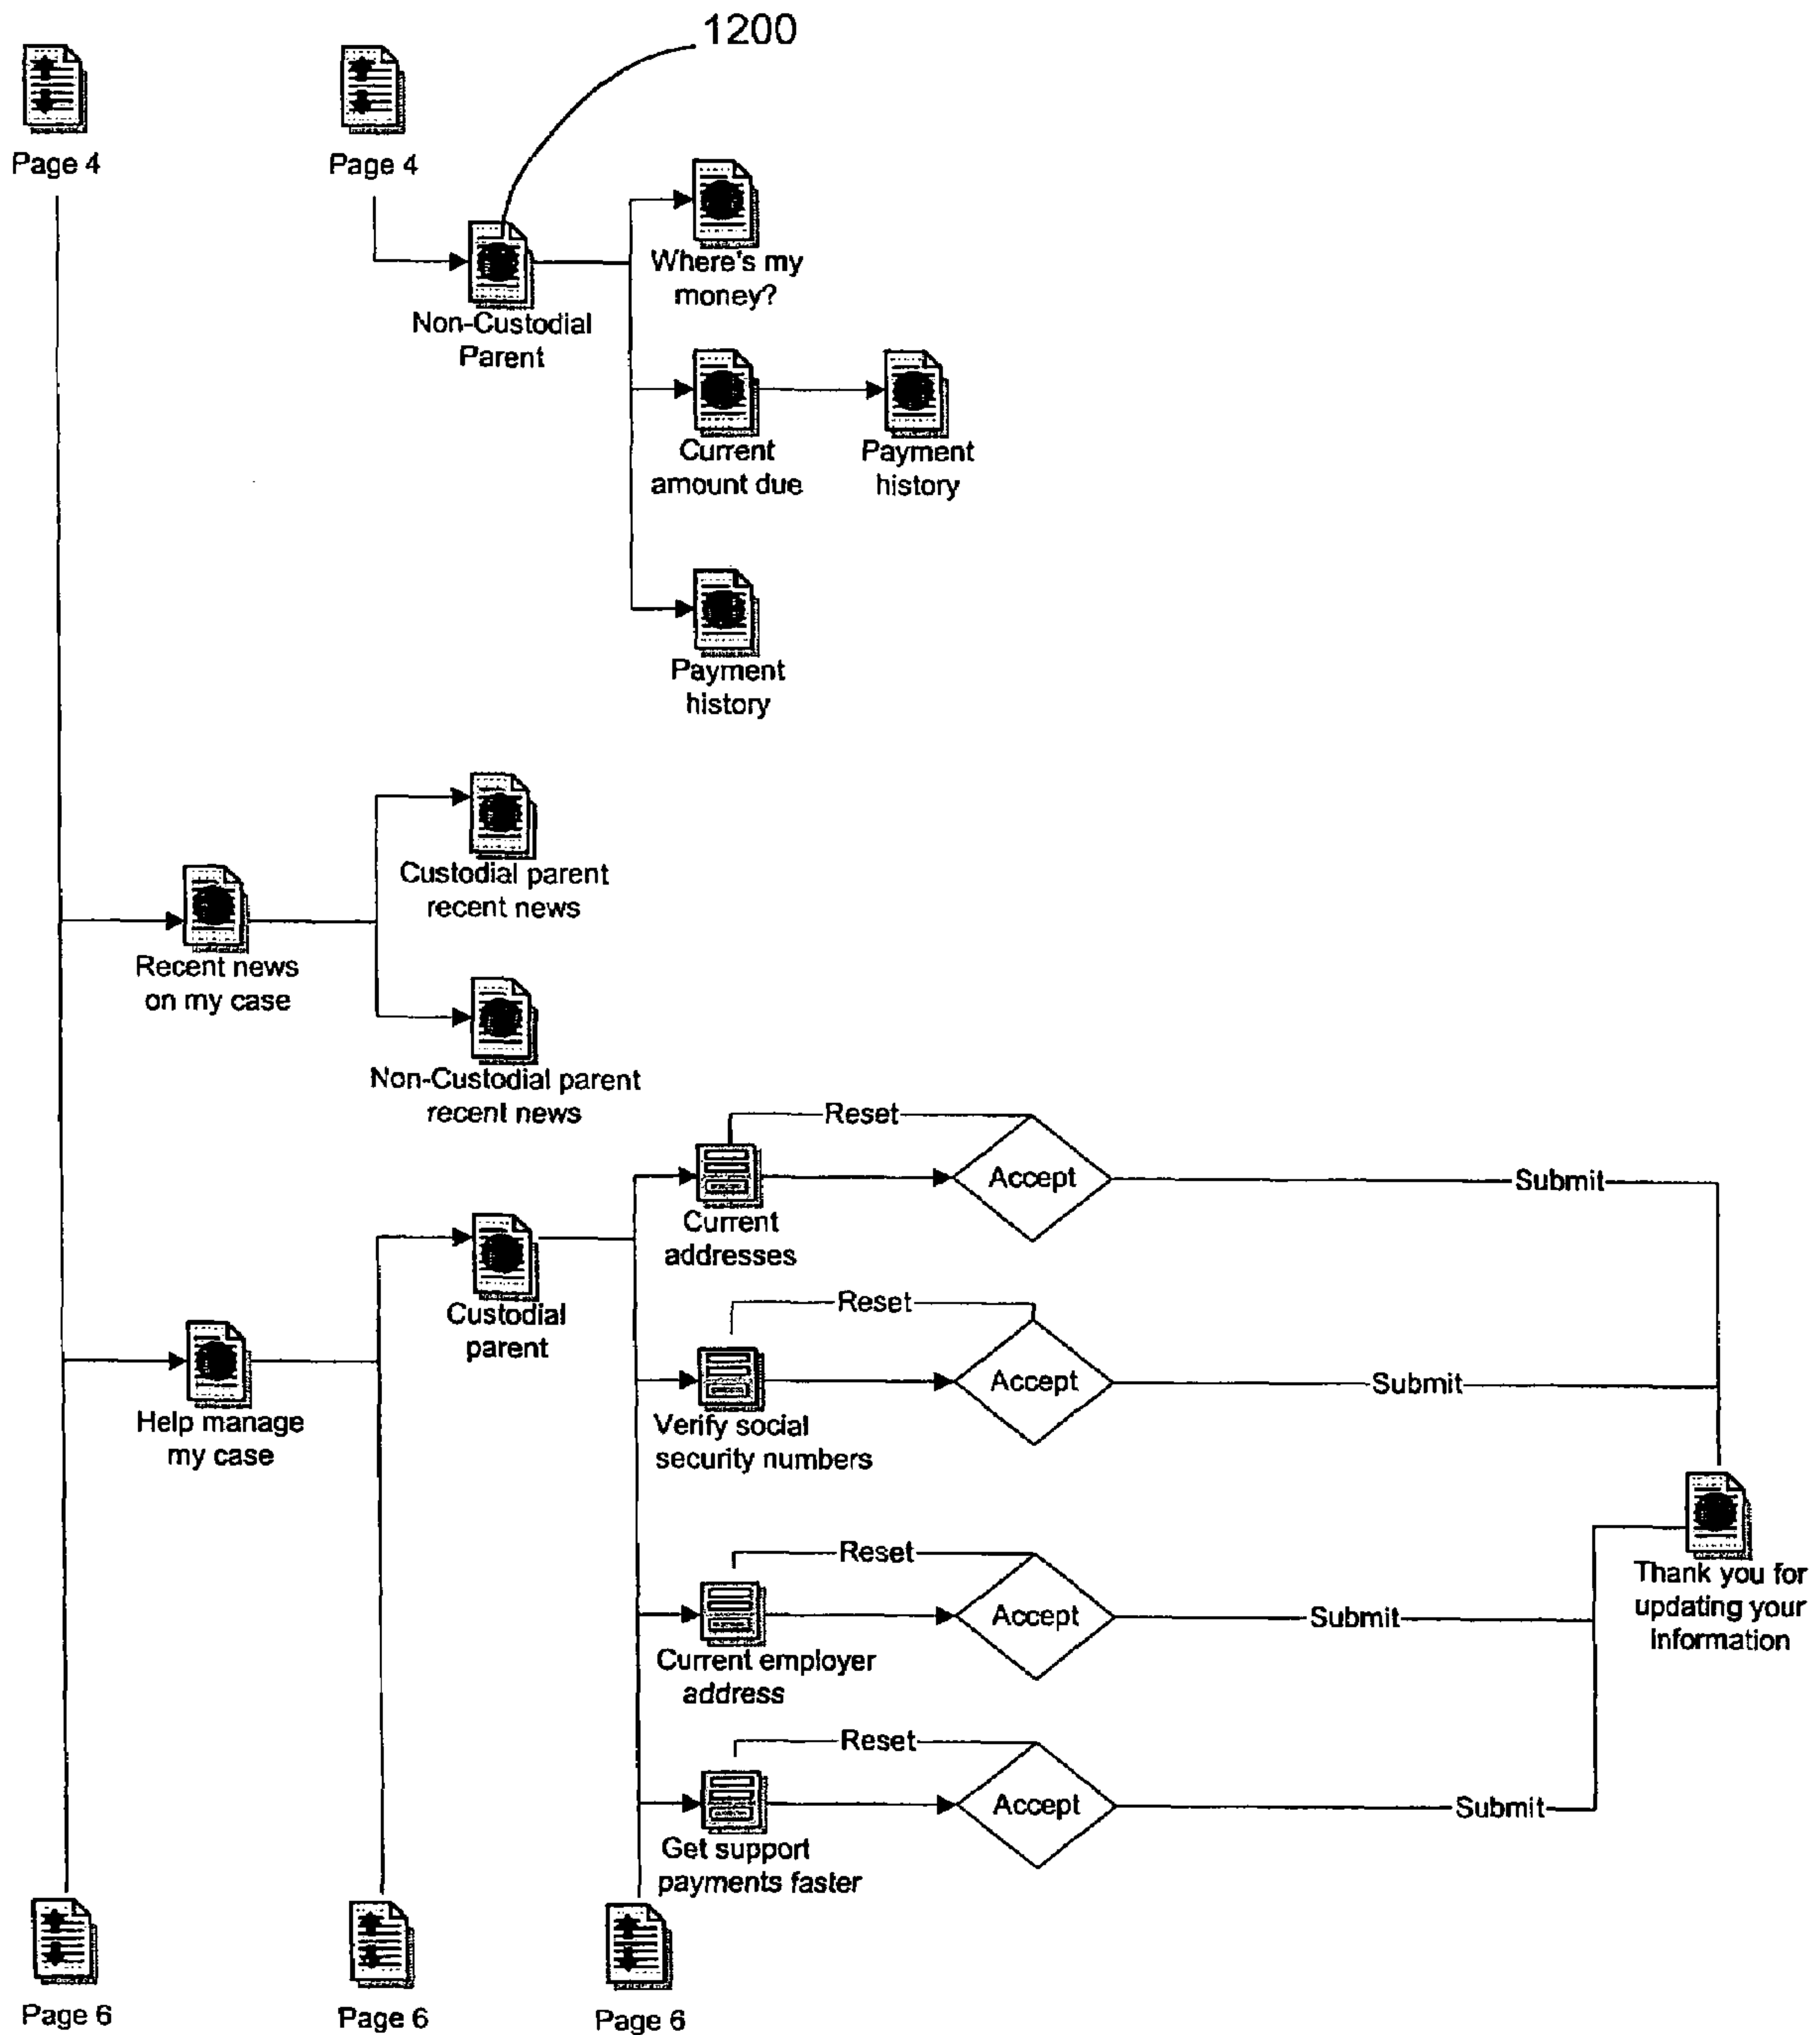 1200
Page 4
Page 4
Where's my
money?
Non-Custodial
Parent
Current
amount due
Payment
history
Payment
history
Custodial parent
recent news
Recent news
on my case
Non-Custodial parent
recent news
Reset
Accept
Submit
Current
addresses
Custodial
parent
Reset
Accept
Submit
Verify social
security numbers
Help manage
my case
Reset
Accept
Submit
Current employer
address
Thank you for
updating your
information
Reset
Accept
Submit
Get support
payments faster
Page 6
Page 6
Page 6